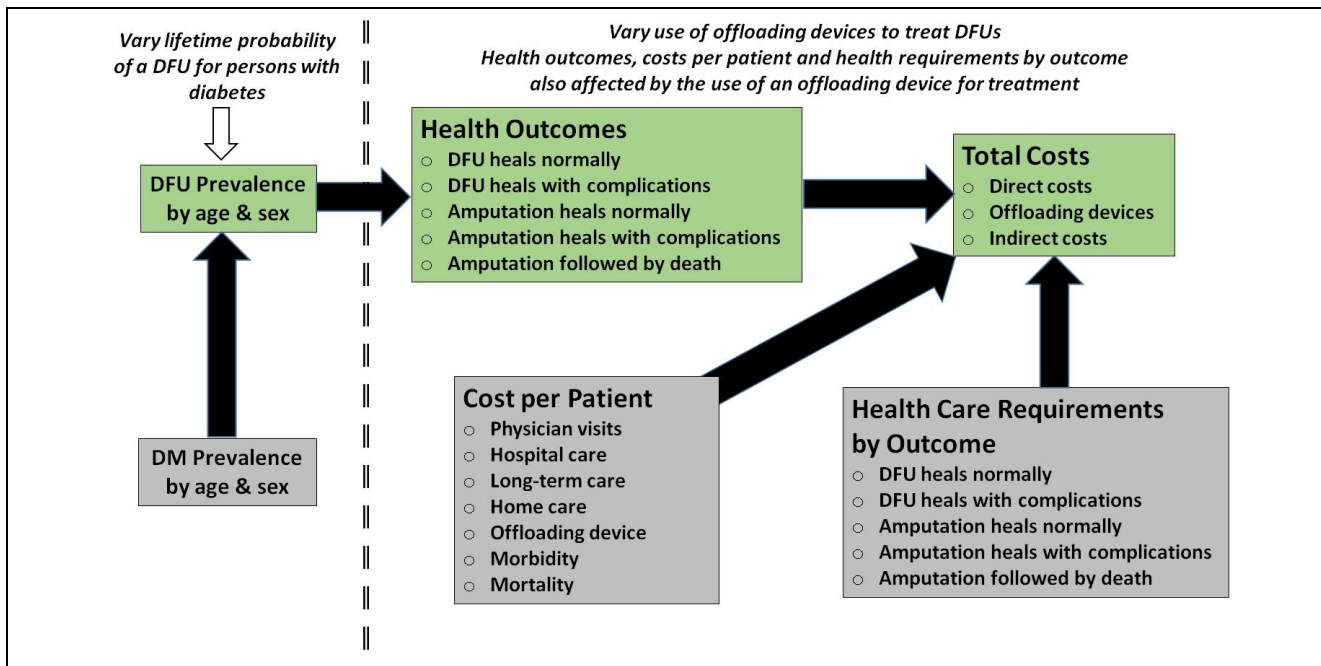 Vary lifetime probability
of a DFU for persons with
diabetes
Vary use of offloading devices to treat DFUs
Health outcomes, costs per patient and health requirements by outcome
also affected by the use of an offloading device for treatment
DFU Prevalence
by age & sex
Health Outcomes
○ DFU heals normally
○ DFU heals with complications
○ Amputation heals normally
○ Amputation heals with complications
○ Amputation followed by death
Total Costs
○ Direct costs
○ Offloading devices
○ Indirect costs
DM Prevalence
by age & sex
Cost per Patient
○ Physician visits
○ Hospital care
○ Long-term care
○ Home care
○ Offloading device
○ Morbidity
○ Mortality
Health Care Requirements
by Outcome
○ DFU heals normally
○ DFU heals with complications
○ Amputation heals normally
○ Amputation heals with complications
○ Amputation followed by death